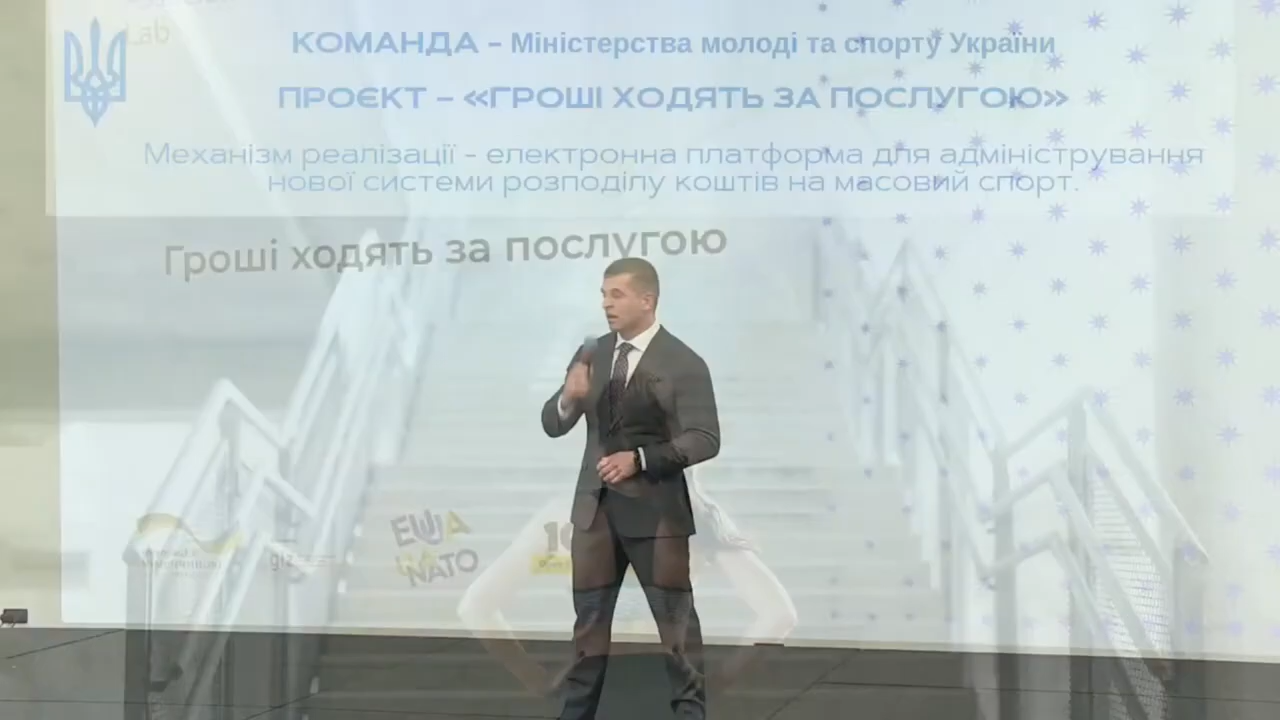 Lab
КОМАНДА – Міністерства молоді та спорту України
ПРОЄКТ – «ГРОШІ ХОДЯТЬ ЗА ПОСЛУГОЮ»
Механізм реалізації - електронна платформа для адміністрування
нової системи розподілу коштів на масовий спорт.
Гроші ходять за послугою
giz
NATO